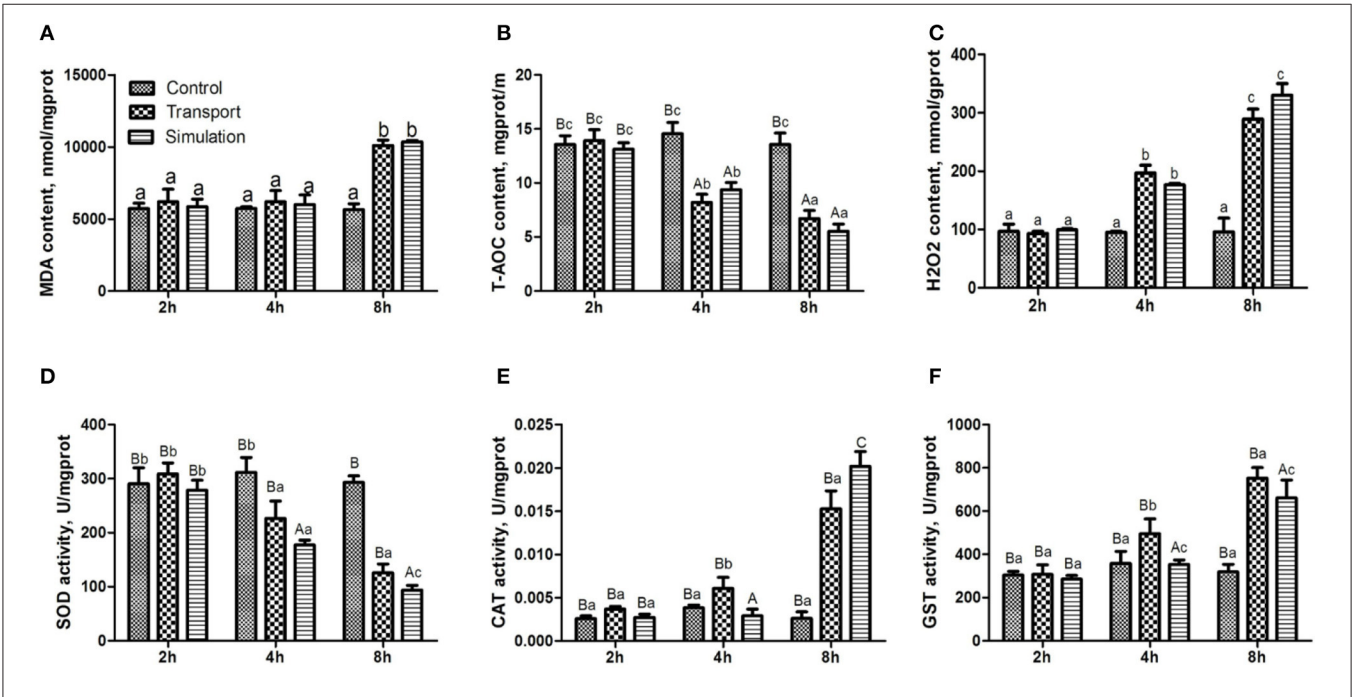 A
MDA content, nmol/mgprot
15000
10000
5000
0
Control
Transport
Simulation
a a a
a a a
a b b
2h 4h 8h
B
T-AOC content, mgprot/m
20
15
10
5
0
Bc Bc Bc
Bc Ab Ab
Bc Aa Aa
2h 4h 8h
C
H2O2 content, mmol/gprot
400
300
200
100
0
a a a
a b b
a c c
2h 4h 8h
D
SOD activity, U/mgprot
400
300
200
100
0
Bb Bb Bb
Bb Ba Aa
B Ba Ac
2h 4h 8h
E
CAT activity, U/mgprot
0.025
0.020
0.015
0.010
0.005
0.000
Ba Ba Ba
Ba Bb A
Ba Ba C
2h 4h 8h
F
GST activity, U/mgprot
1000
800
600
400
200
0
Ba Ba Ba
Ba Bb Ac
Ba Ba Ac
2h 4h 8h